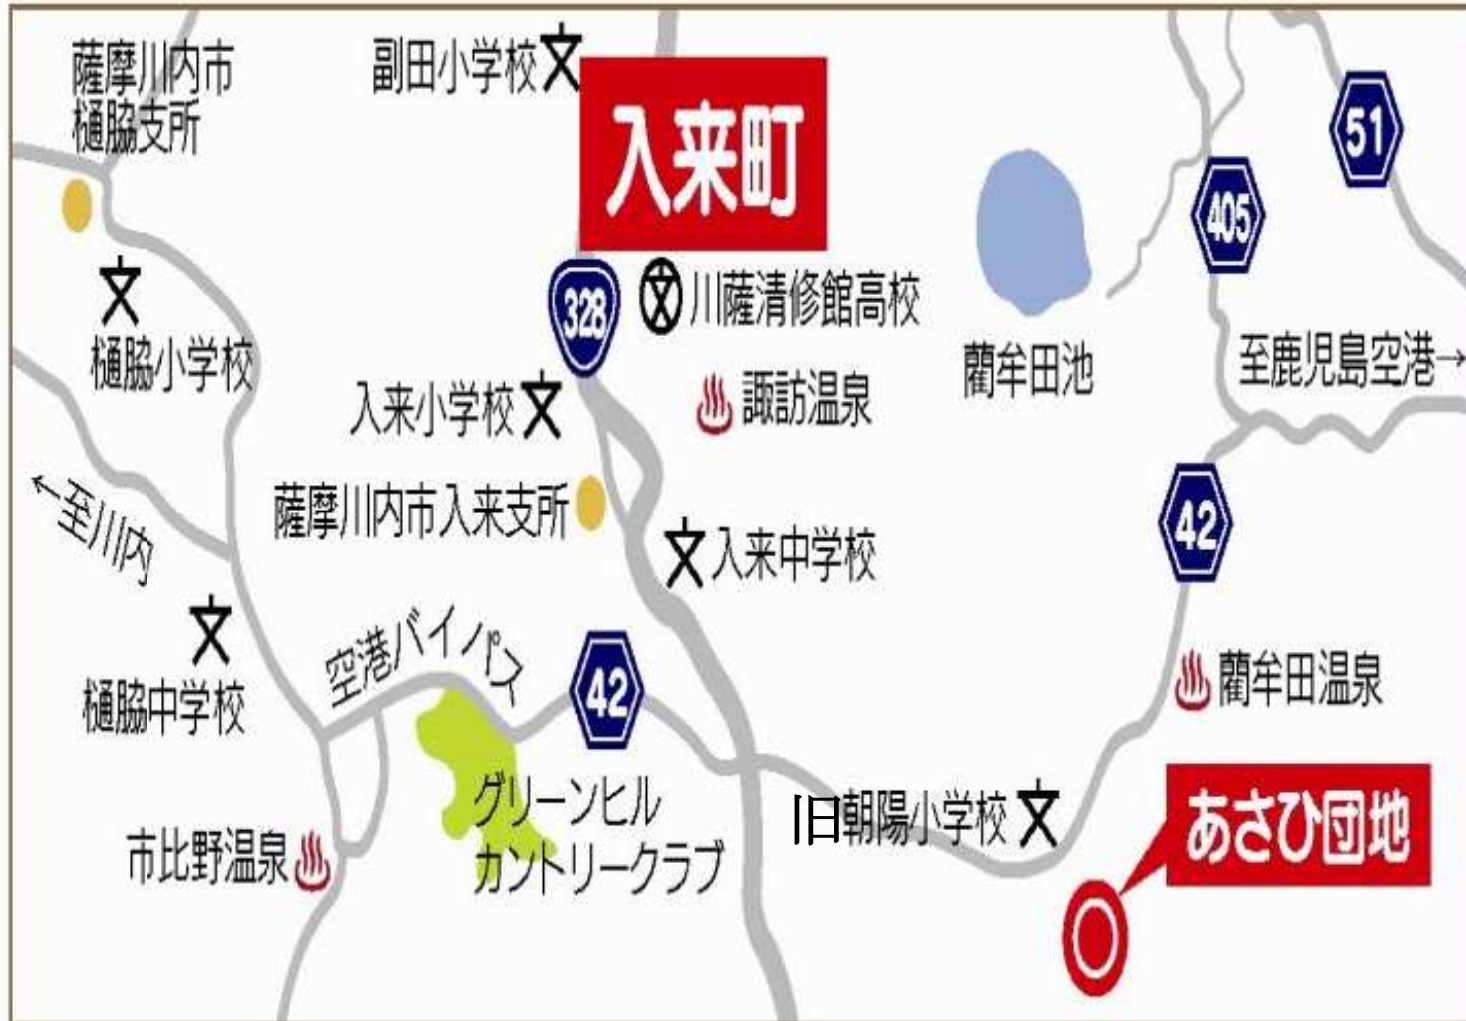 薩摩川内市
樋脇支所
副田小学校
入来町
51
405
328
川薩清修館高校
樋脇小学校
藺牟田池
至鹿児島空港→
入来小学校
諏訪温泉
←至川内
薩摩川内市入来支所
入来中学校
42
樋脇中学校
空港バイパス
42
藺牟田温泉
グリーンヒル
カントリークラブ
旧朝陽小学校
あさひ団地
市比野温泉